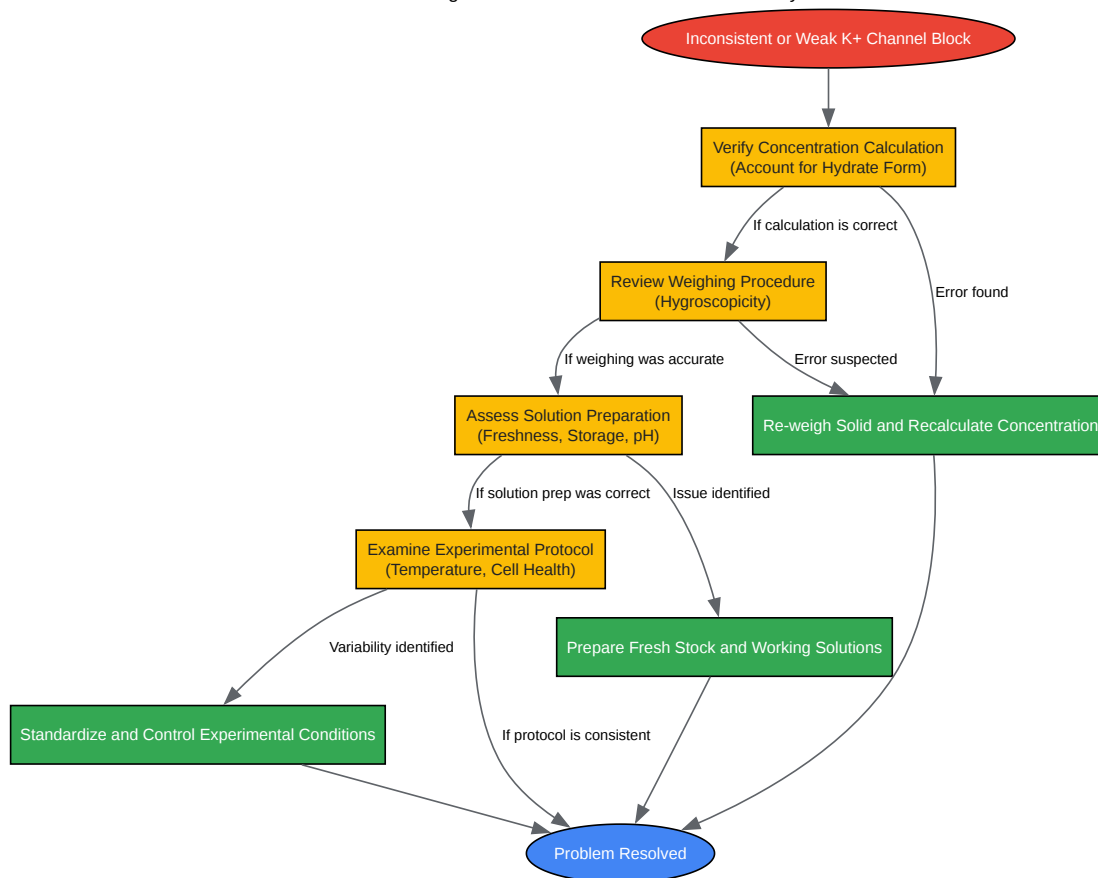 Inconsistent or Weak K+ Channel Block
Verify Concentration Calculation
(Account for Hydrate Form)
If calculation is correct
Review Weighing Procedure
(Hygroscopicity)
Error found
If weighing was accurate
Error suspected
Assess Solution Preparation
(Freshness, Storage, pH)
Re-weigh Solid and Recalculate Concentration
If solution prep was correct
Issue identified
Examine Experimental Protocol
(Temperature, Cell Health)
Variability identified
Prepare Fresh Stock and Working Solutions
Standardize and Control Experimental Conditions
If protocol is consistent
Problem Resolved